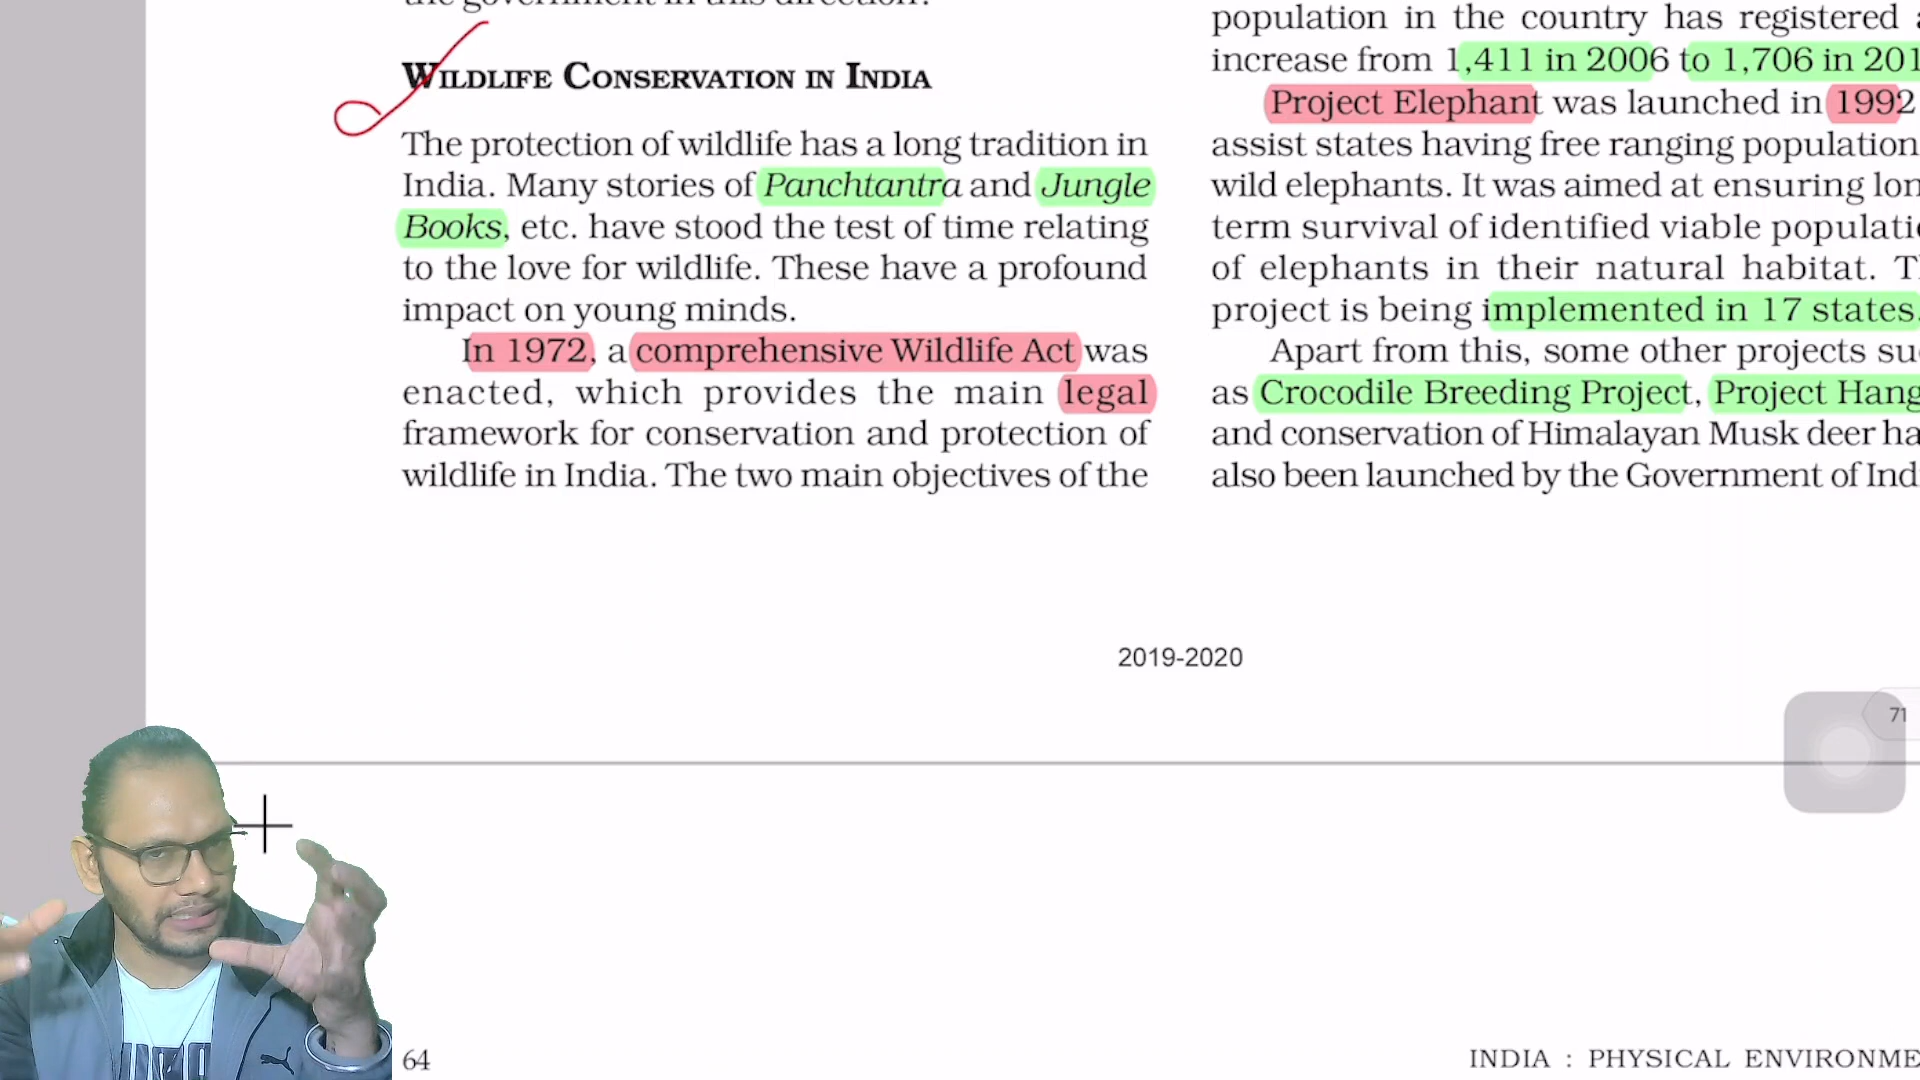 the government in this direction.
WILDLIFE CONSERVATION IN INDIA
The protection of wildlife has a long tradition in
India. Many stories of Panchtantra and Jungle
Books, etc. have stood the test of time relating
to the love for wildlife. These have a profound
impact on young minds.
In 1972, a comprehensive Wildlife Act was
enacted, which provides the main legal
framework for conservation and protection of
wildlife in India. The two main objectives of the
population in the country has registered
increase from 1,411 in 2006 to 1,706 in 201
Project Elephant was launched in 1992
assist states having free ranging population
wild elephants. It was aimed at ensuring lon
term survival of identified viable populati
of elephants in their natural habitat. T
project is being implemented in 17 states.
Apart from this, some other projects su
as Crocodile Breeding Project, Project Hang
and conservation of Himalayan Musk deer ha
also been launched by the Government of Ind
2019-2020
71
64
INDIA : PHYSICAL ENVIRONME